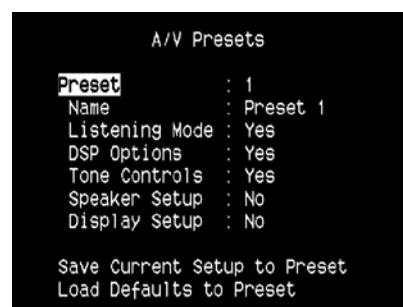 A/V Presets
Preset : 1
Name : Preset 1
Listening Mode : Yes
DSP Options : Yes
Tone Controls : Yes
Speaker Setup : No
Display Setup : No
Save Current Setup to Preset
Load Defaults to Preset